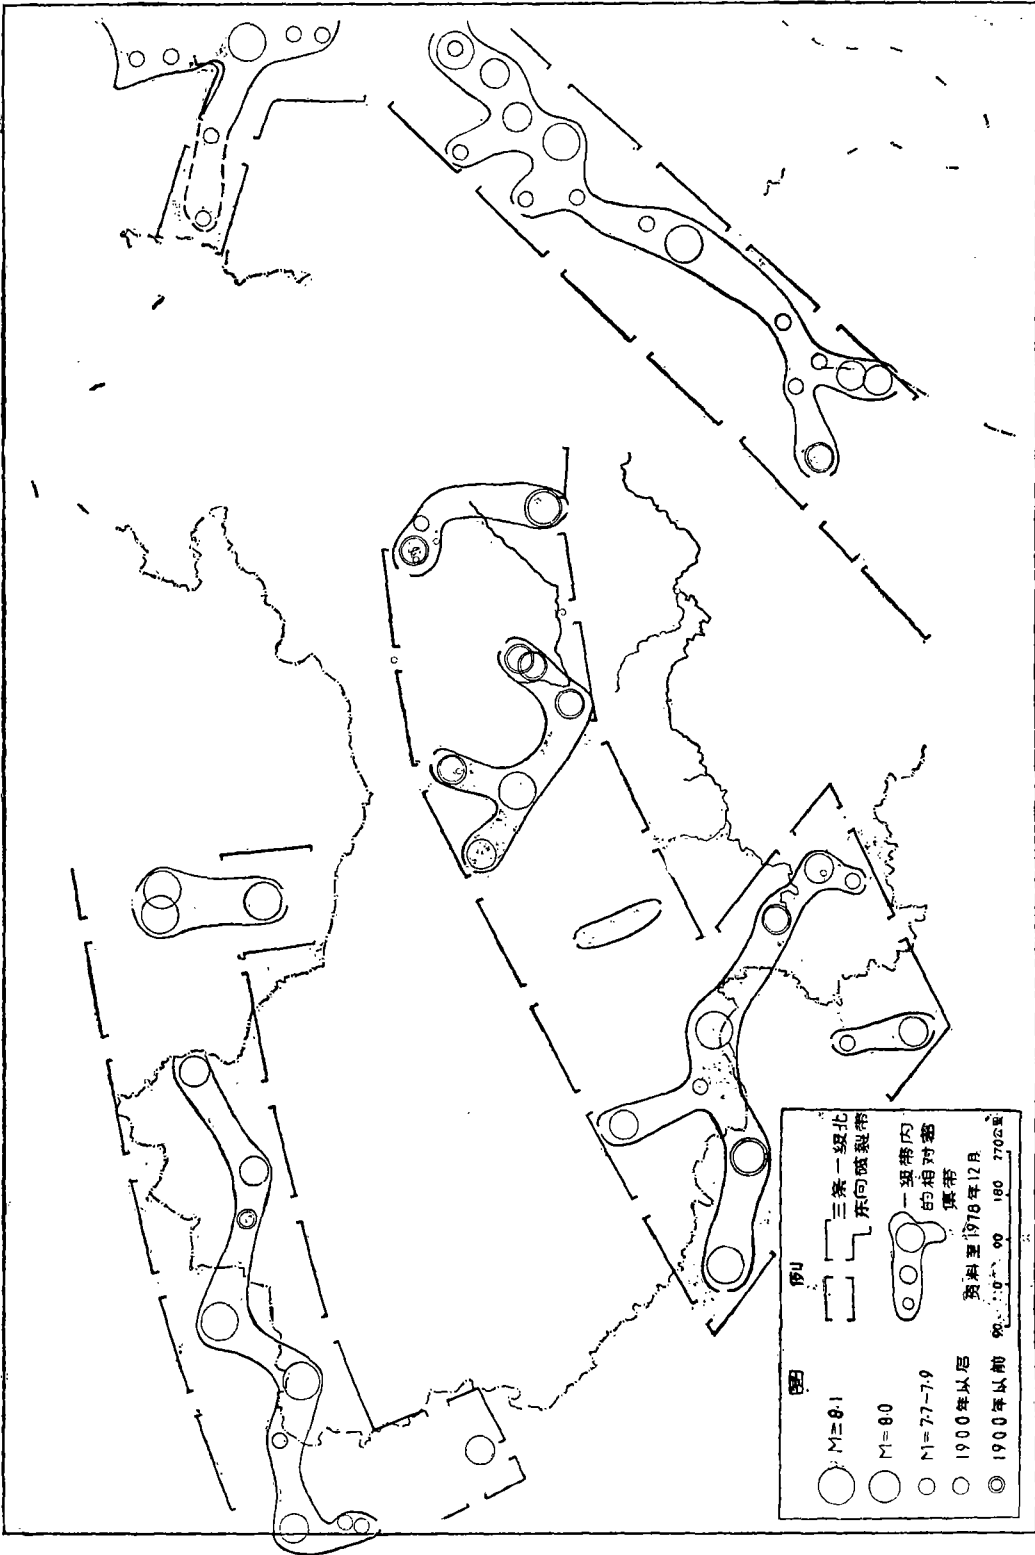 图 例
M≥8.1
M=8.0
M=7.7-7.9
1900年以后
1900年以前
三条一级北
东向破裂带
一级带内
的相对密
集带
资料至1978年12月
90 0 90 180 270公里